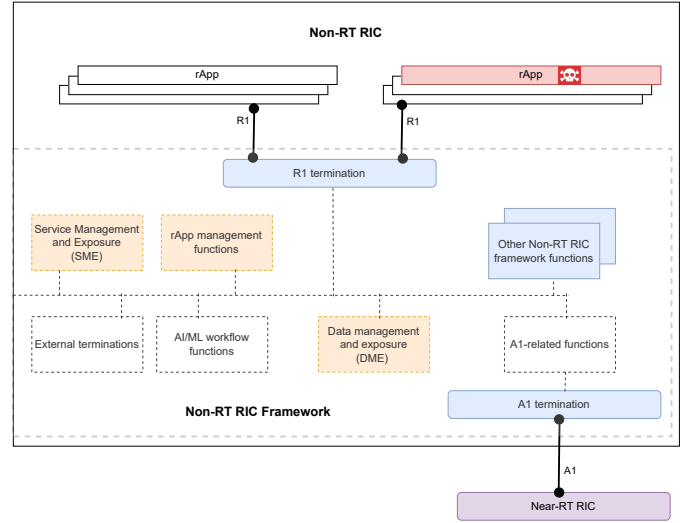 Non-RT RIC
rApp
rApp
R1
R1
R1 termination
Service Management
and Exposure
(SME)
rApp management
functions
Other Non-RT RIC
framework functions
External terminations
AI/ML workflow
functions
Data management
and exposure
(DME)
A1-related functions
Non-RT RIC Framework
A1 termination
A1
Near-RT RIC